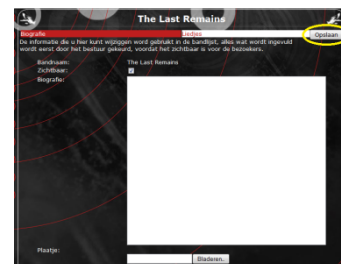 The Last Remains
Biografie Liedjes Opslaan
De informatie die u hier kunt wijzigen word gebruikt in de bandlijst, alles wat wordt ingevuld
wordt eerst door het bestuur gekeurd, voordat het zichtbaar is voor de bezoekers.
Bandnaam: The Last Remains
Zichtbaar:
Biografie:
Plaatje: Bladeren..